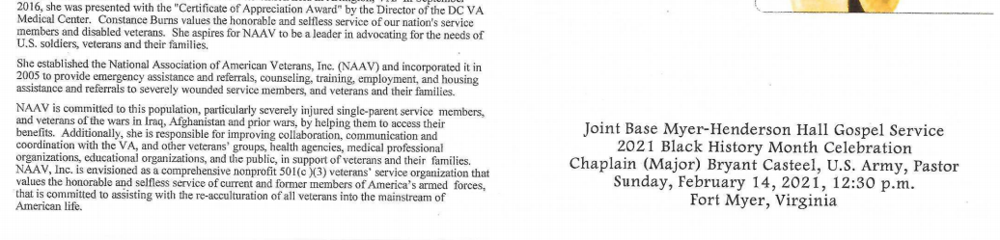 2016, she was presented with the "Certificate of Appreciation Award" by the Director of the DC VA
Medical Center.  Constance Burns values the honorable and selfless service of our nation's service
members and disabled veterans.  She aspires for NAAV to be a leader in advocating for the needs of
U.S. soldiers, veterans and their families.
She established the National Association of American Veterans, Inc. (NAAV) and incorporated it in
2005 to provide emergency assistance and referrals, counseling, training, employment, and housing
assistance and referrals to severely wounded service members, and veterans and their families.
NAAV is committed to this population, particularly severely injured single-parent service  members,
and veterans of the wars in Iraq, Afghanistan and prior wars, by helping them to access their
benefits.  Additionally, she is responsible for improving collaboration, communication and
coordination with the VA, and other veterans' groups, health agencies, medical professional
organizations, educational organizations, and the public, in support of veterans and their families.
NAAV, Inc. is envisioned as a comprehensive nonprofit 501(c )(3) veterans' service organization that
values the honorable and selfless service of current and former members of America's armed  forces,
that is committed to assisting with the re-acculturation of all veterans into the mainstream of
American life.
Joint Base Myer-Henderson Hall Gospel Service
2021 Black History Month Celebration
Chaplain (Major) Bryant Casteel, U.S. Army, Pastor
Sunday, February 14, 2021, 12:30 p.m.
Fort Myer, Virginia